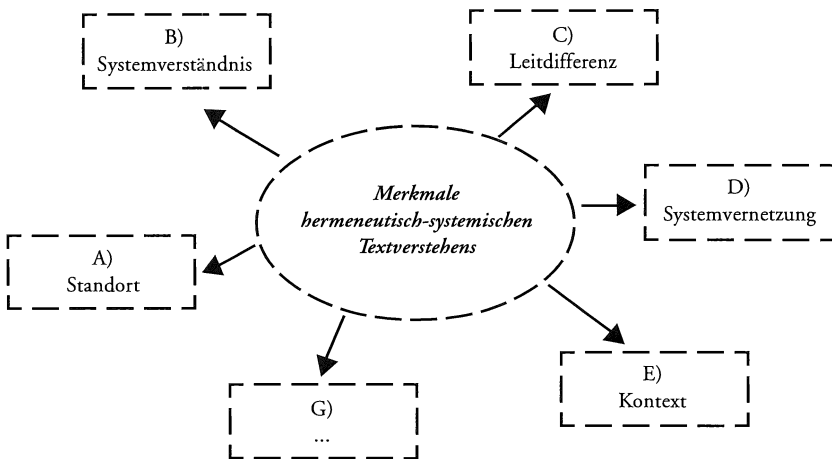 B)
Systemverständnis
C)
Leitdifferenz
Merkmale
hermeneutisch-systemischen
Textverstehens
D)
Systemvernetzung
A)
Standort
E)
Kontext
G)
...